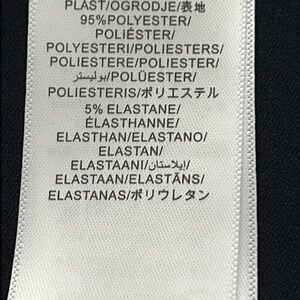 PLAST/OGRODJE/表地
95%POLYESTER/
POLIÉSTER/
POLYESTERI/POLIESTERS/
POLIESTERE/POLIESTER/
بوليستر/POLÜESTER/
POLIESTERIS/ポリエステル
5% ELASTANE/
ÉLASTHANNE/
ELASTHAN/ELASTANO/
ELASTAN/
ELASTAANI/إيلاستان/
ELASTAAN/ELASTĀNS/
ELASTANAS/ポリウレタン